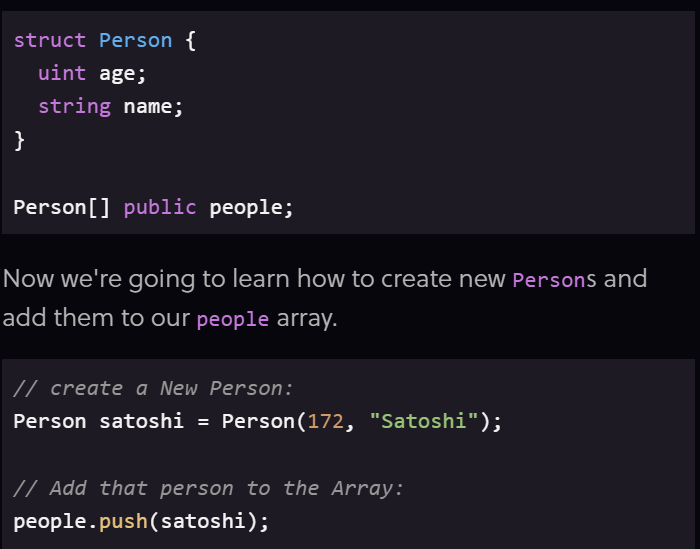 struct Person {
  uint age;
  string name;
}
Person[] public people;
Now we're going to learn how to create new Persons and
add them to our people array.
// create a New Person:
Person satoshi = Person(172, "Satoshi");
// Add that person to the Array:
people.push(satoshi);